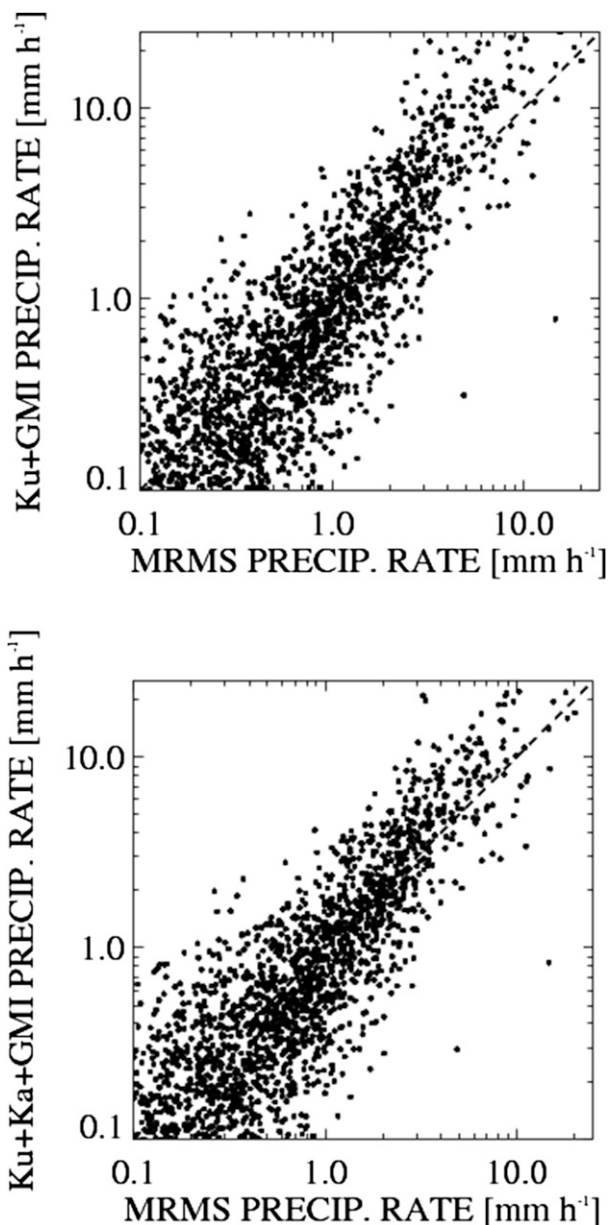 Ku+GMI PRECIP. RATE [mm h⁻¹]
10.0
1.0
0.1
0.1 1.0 10.0
MRMS PRECIP. RATE [mm h⁻¹]
Ku+Ka+GMI PRECIP. RATE [mm h⁻¹]
10.0
1.0
0.1
0.1 1.0 10.0
MRMS PRECIP. RATE [mm h⁻¹]